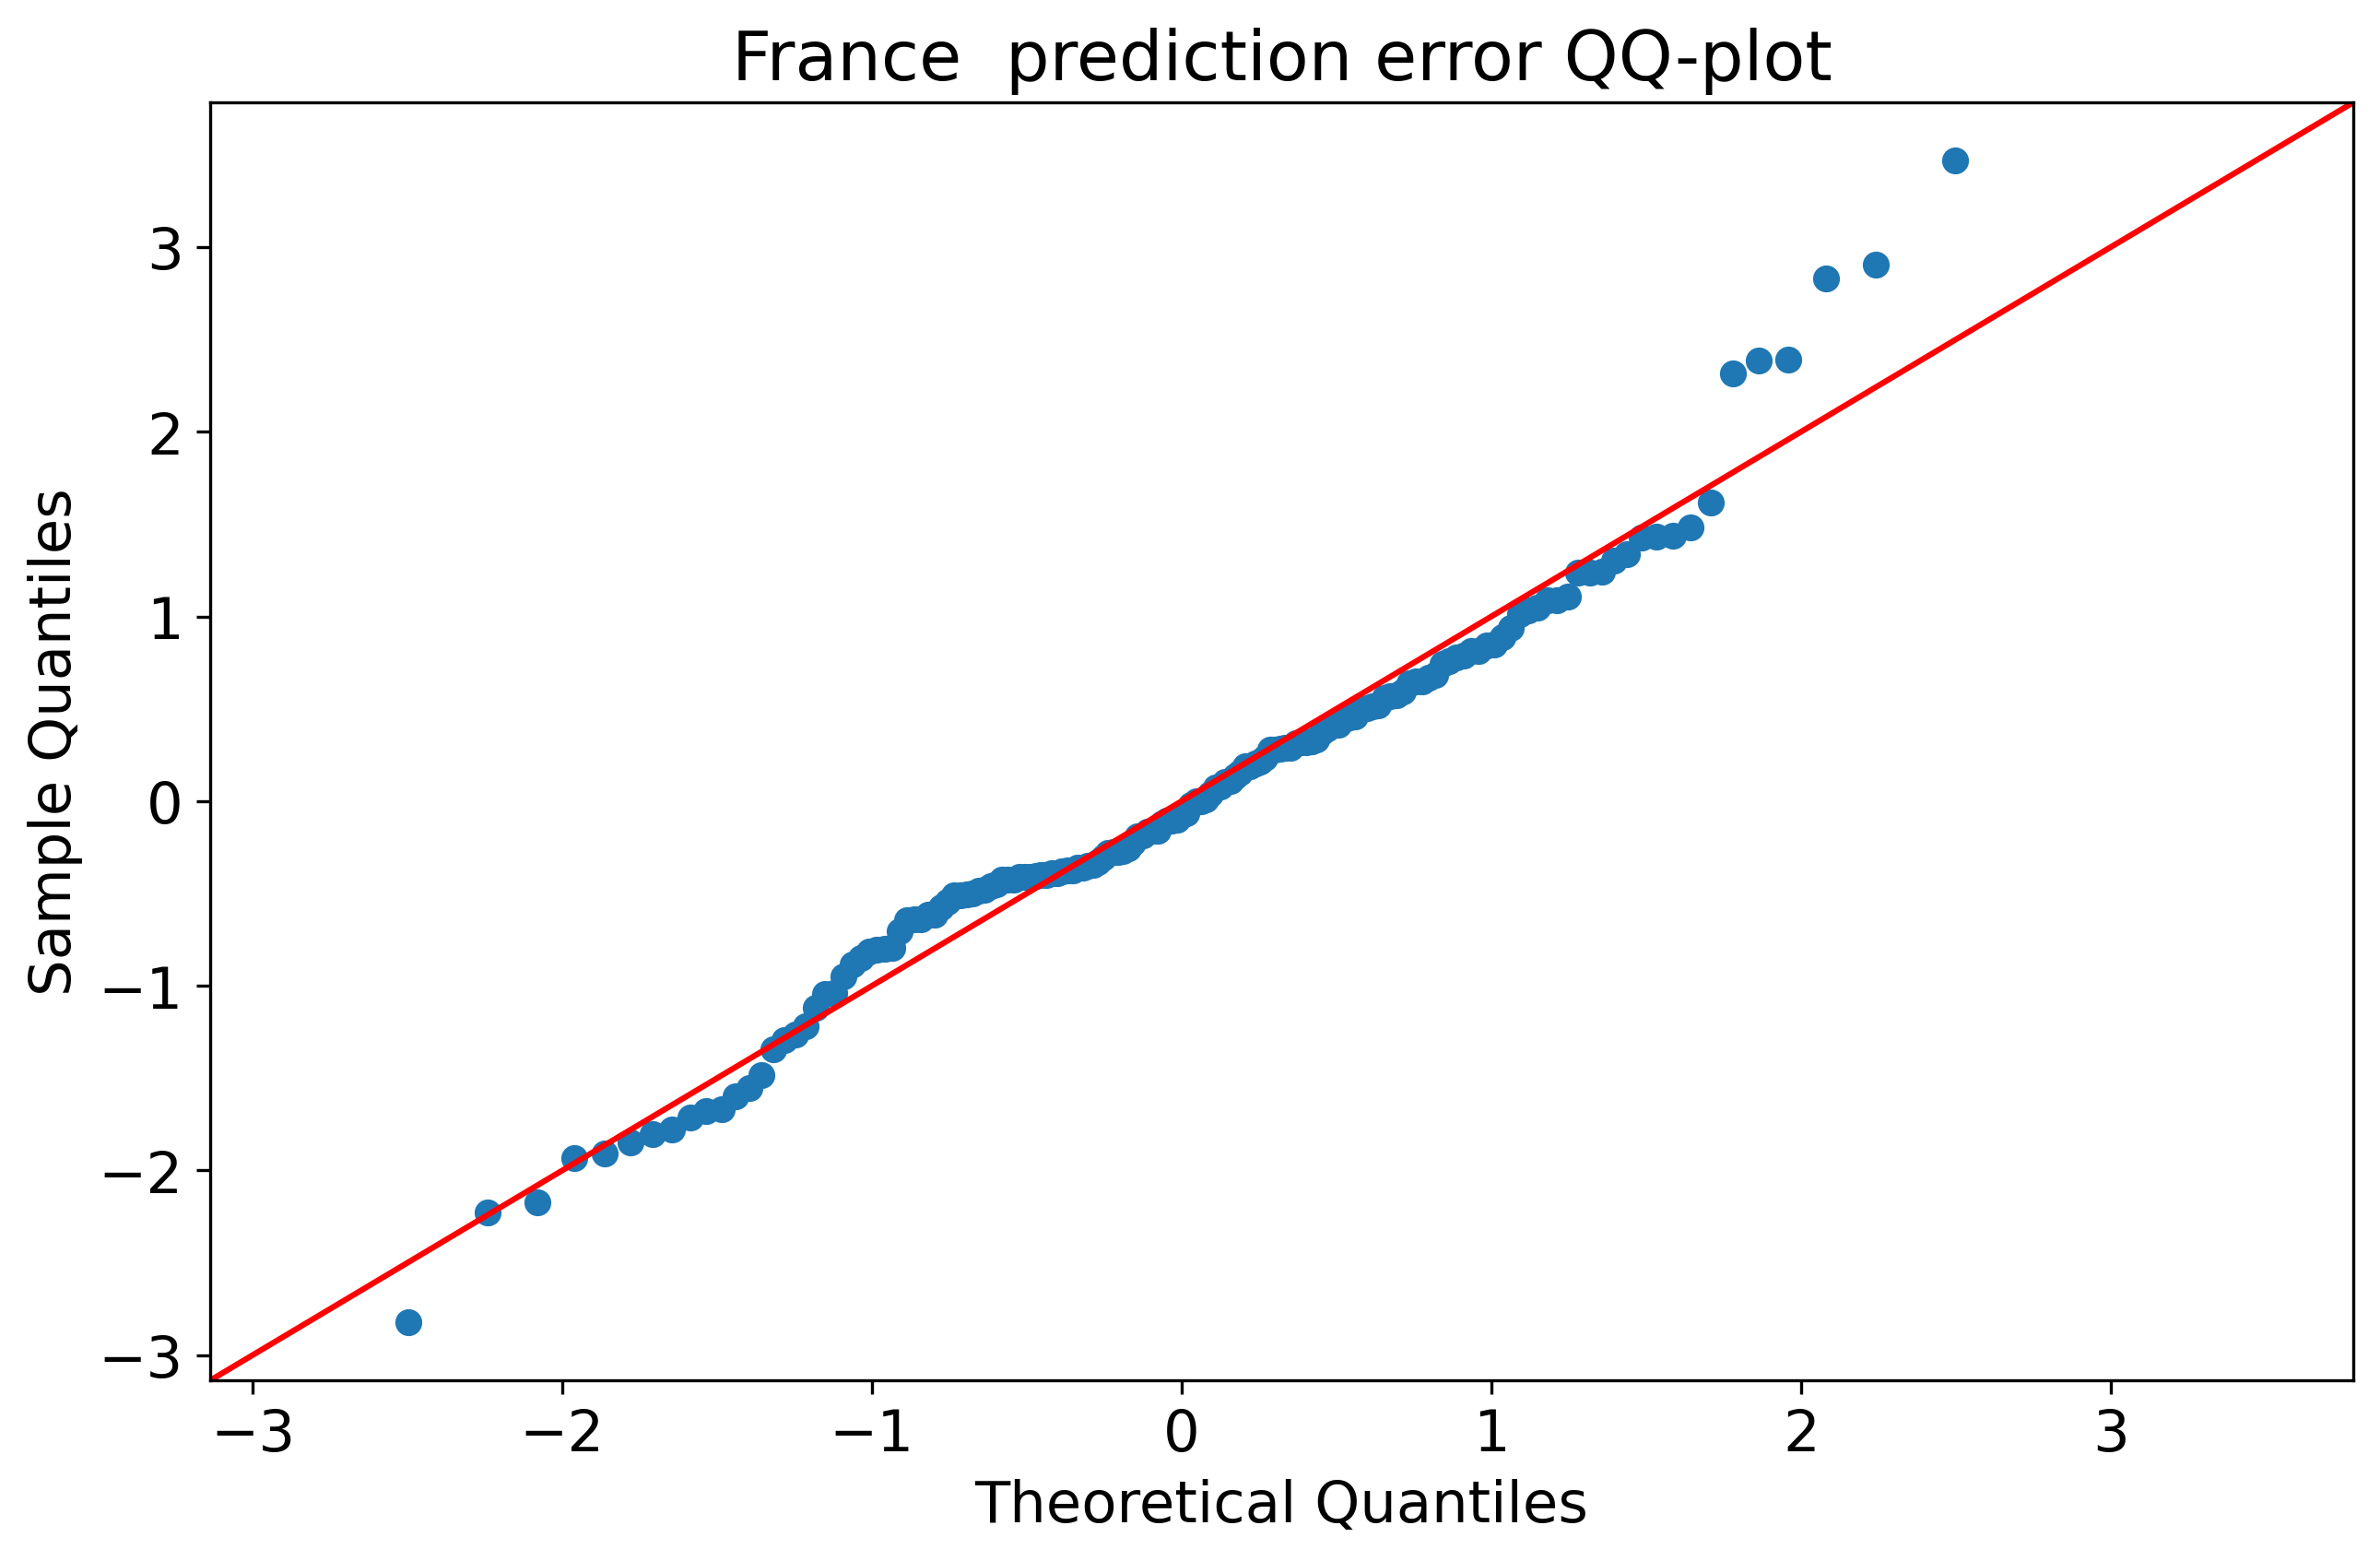 France  prediction error QQ-plot
3
2
1
0
−1
−2
−3
Sample Quantiles
−3 −2 −1 0 1 2 3
Theoretical Quantiles